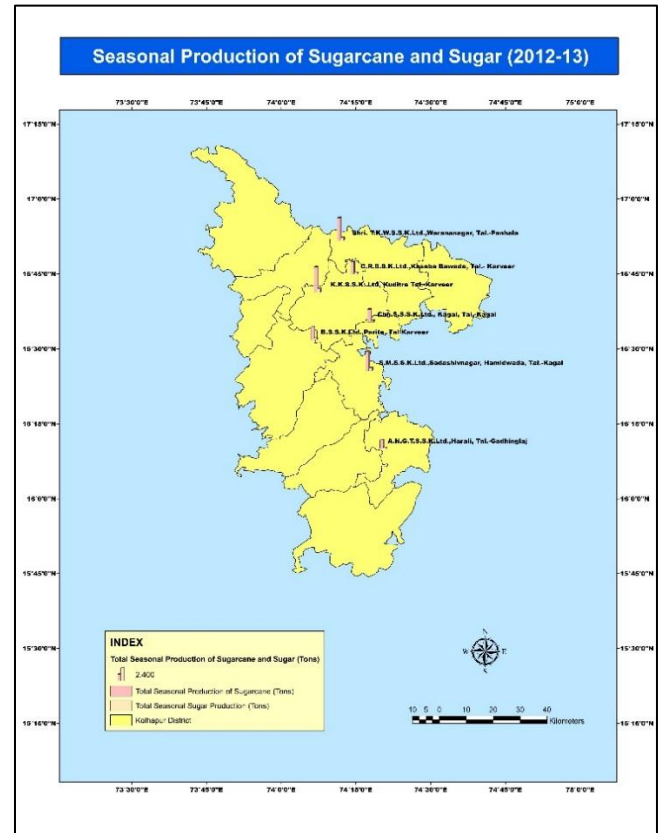 Seasonal Production of Sugarcane and Sugar (2012-13)
73°30'0"E 73°45'0"E 74°0'0"E 74°15'0"E 74°30'0"E 74°45'0"E 75°0'0"E
17°15'0"N 17°15'0"N
17°0'0"N 17°0'0"N
Shri. T.K.W.S.S.K.Ltd.,Warananagar, Tal.-Panhala
C.R.S.S.K.Ltd.,Kasaba Bawada, Tal.- Karveer
16°45'0"N 16°45'0"N
K.K.S.S.K.Ltd, Kuditre Tal-Karveer
S.S.S.K.Ltd., Kagal, Tal, Kagal
B.S.S.K.Ltd.Parite, Tal-Karveer
16°30'0"N 16°30'0"N
S.M.S.S.K.Ltd.,Sadashivnagar, Hamidwada, Tal.-Kagal
16°15'0"N 16°15'0"N
A.N.G.T.S.S.K.Ltd.,Harali, Tal.-Gadhinglaj
16°0'0"N 16°0'0"N
15°45'0"N 15°45'0"N
15°30'0"N 15°30'0"N
INDEX
Total Seasonal Production of Sugarcane and Sugar (Tons)
2,400
Total Seasonal Production of Sugarcane (Tons)
Total Seasonal Sugar Production (Tons)
Kolhapur District
N
W E
S
10 5 0 10 20 30 40
Kilometers
15°15'0"N 15°15'0"N
73°30'0"E 73°45'0"E 74°0'0"E 74°15'0"E 74°30'0"E 74°45'0"E 75°0'0"E